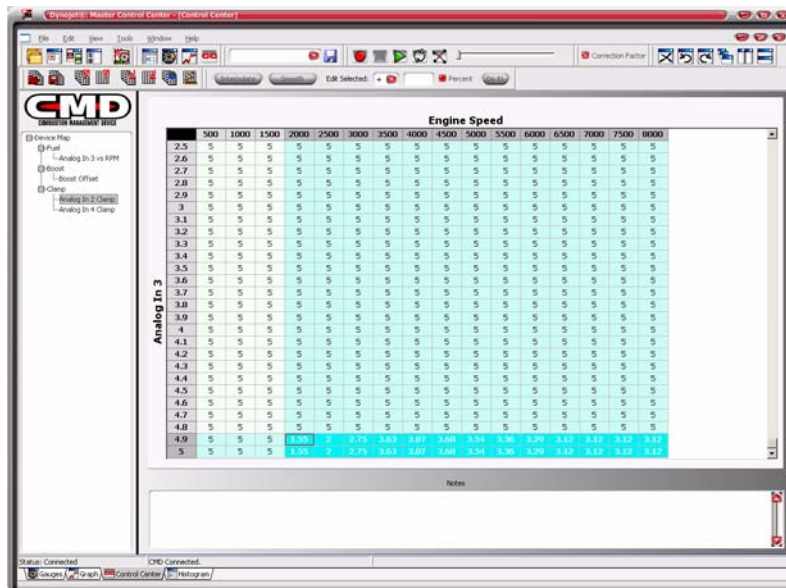 Dynojet®: Master Control Center - [Control Center]
File Edit View Tools Window Help
Correction Factor
Interpolate Smooth Edit Selected: + Percent Do It!
CMD
COMBUSTION MANAGEMENT DEVICE
Device Map
Fuel
Analog In 3 vs RPM
Boost
Boost Offset
Clamp
Analog In 2 Clamp
Analog In 4 Clamp
Engine Speed
Analog In 3
500 1000 1500 2000 2500 3000 3500 4000 4500 5000 5500 6000 6500 7000 7500 8000
2.5 5 5 5 5 5 5 5 5 5 5 5 5 5 5 5 5
2.6 5 5 5 5 5 5 5 5 5 5 5 5 5 5 5 5
2.7 5 5 5 5 5 5 5 5 5 5 5 5 5 5 5 5
2.8 5 5 5 5 5 5 5 5 5 5 5 5 5 5 5 5
2.9 5 5 5 5 5 5 5 5 5 5 5 5 5 5 5 5
3 5 5 5 5 5 5 5 5 5 5 5 5 5 5 5 5
3.1 5 5 5 5 5 5 5 5 5 5 5 5 5 5 5 5
3.2 5 5 5 5 5 5 5 5 5 5 5 5 5 5 5 5
3.3 5 5 5 5 5 5 5 5 5 5 5 5 5 5 5 5
3.4 5 5 5 5 5 5 5 5 5 5 5 5 5 5 5 5
3.5 5 5 5 5 5 5 5 5 5 5 5 5 5 5 5 5
3.6 5 5 5 5 5 5 5 5 5 5 5 5 5 5 5 5
3.7 5 5 5 5 5 5 5 5 5 5 5 5 5 5 5 5
3.8 5 5 5 5 5 5 5 5 5 5 5 5 5 5 5 5
3.9 5 5 5 5 5 5 5 5 5 5 5 5 5 5 5 5
4 5 5 5 5 5 5 5 5 5 5 5 5 5 5 5 5
4.1 5 5 5 5 5 5 5 5 5 5 5 5 5 5 5 5
4.2 5 5 5 5 5 5 5 5 5 5 5 5 5 5 5 5
4.3 5 5 5 5 5 5 5 5 5 5 5 5 5 5 5 5
4.4 5 5 5 5 5 5 5 5 5 5 5 5 5 5 5 5
4.5 5 5 5 5 5 5 5 5 5 5 5 5 5 5 5 5
4.6 5 5 5 5 5 5 5 5 5 5 5 5 5 5 5 5
4.7 5 5 5 5 5 5 5 5 5 5 5 5 5 5 5 5
4.8 5 5 5 5 5 5 5 5 5 5 5 5 5 5 5 5
4.9 5 5 5 1.55 2 2.75 3.63 3.87 3.68 3.54 3.36 3.29 3.12 3.12 3.12 3.12
5 5 5 5 1.55 2 2.75 3.63 3.87 3.68 3.54 3.36 3.29 3.12 3.12 3.12 3.12
Notes
Status: Connected CMD Connected.
Gauges Graph Control Center Histogram